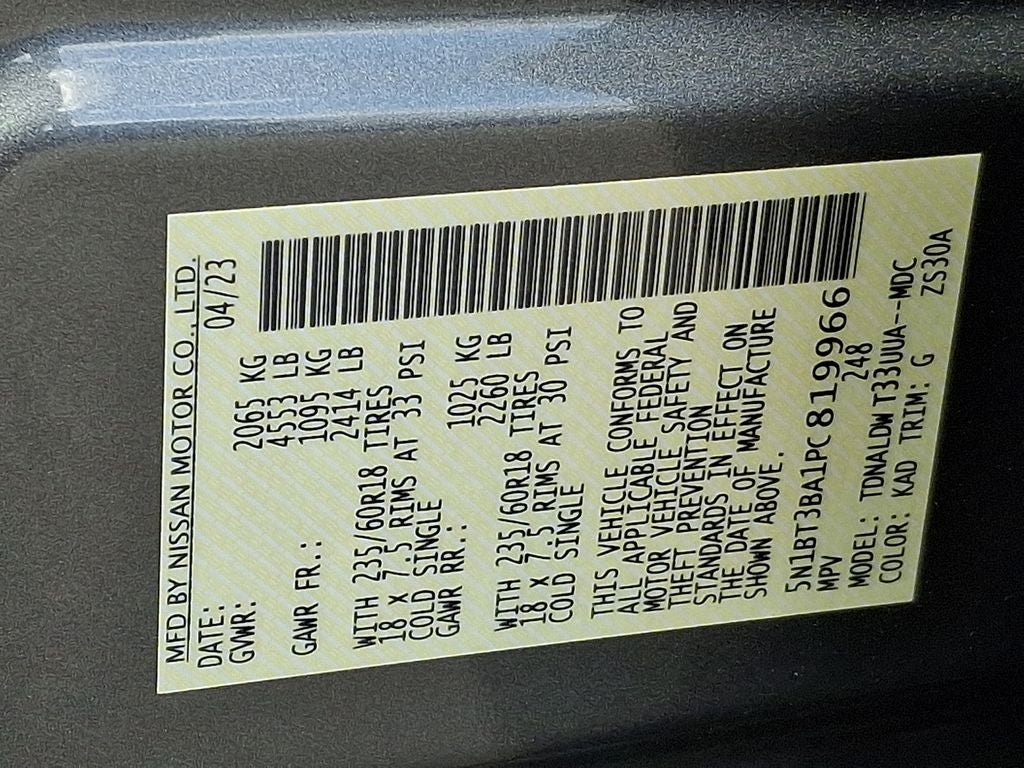 MFD BY NISSAN MOTOR CO., LTD.
DATE: 04/23
GVWR: 2065 KG
4553 LB
GAWR FR.: 1095 KG
2414 LB
WITH 235/60R18 TIRES
18 x 7.5 RIMS AT 33 PSI
COLD SINGLE
GAWR RR.: 1025 KG
2260 LB
WITH 235/60R18 TIRES
18 x 7.5 RIMS AT 30 PSI
COLD SINGLE
THIS VEHICLE CONFORMS TO
ALL APPLICABLE FEDERAL
MOTOR VEHICLE SAFETY AND
THEFT PREVENTION
STANDARDS IN EFFECT ON
THE DATE OF MANUFACTURE
SHOWN ABOVE.
5N1BT3BA1PC819966
MPV 248
MODEL: TDNALDW T33UUA--MDC
COLOR: KAD TRIM: G ZS30A